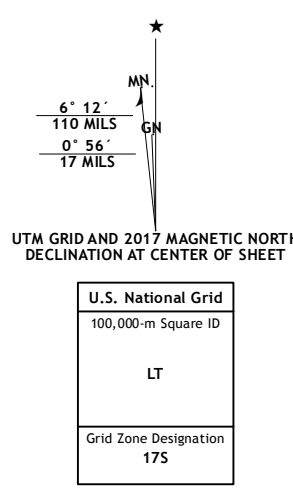 ★
MN.
6° 12´
110 MILS
GN
0° 56´
17 MILS
UTM GRID AND 2017 MAGNETIC NORTH
DECLINATION AT CENTER OF SHEET
U.S. National Grid
100,000-m Square ID
LT
Grid Zone Designation
17S